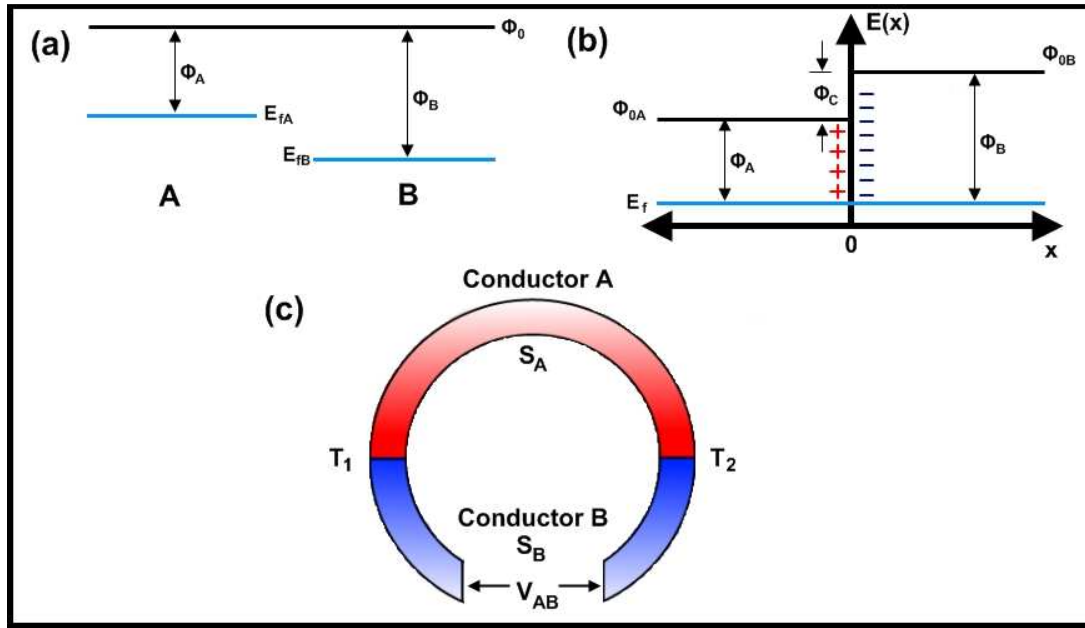 (a)
Φ0
ΦA
ΦB
EfA
EfB
A
B
(b)
E(x)
Φ0B
ΦC
Φ0A
ΦA
ΦB
Ef
0
x
(c)
Conductor A
SA
T1
T2
Conductor B
SB
VAB